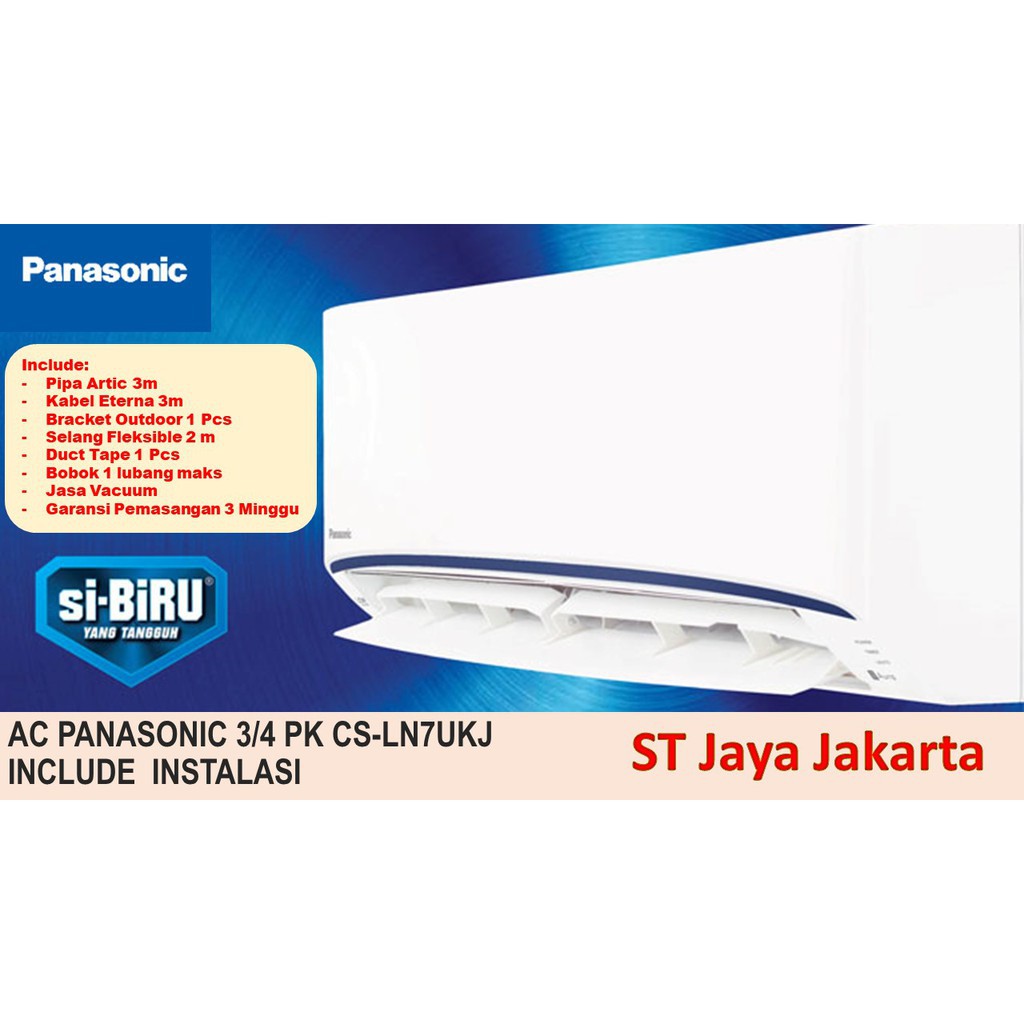 Panasonic
Include:
- Pipa Artic 3m
- Kabel Eterna 3m
- Bracket Outdoor 1 Pcs
- Selang Fleksible 2 m
- Duct Tape 1 Pcs
- Bobok 1 lubang maks
- Jasa Vacuum
- Garansi Pemasangan 3 Minggu
Panasonic
si-BiRU®
YANG TANGGUH
AC PANASONIC 3/4 PK CS-LN7UKJ
INCLUDE INSTALASI
ST Jaya Jakarta